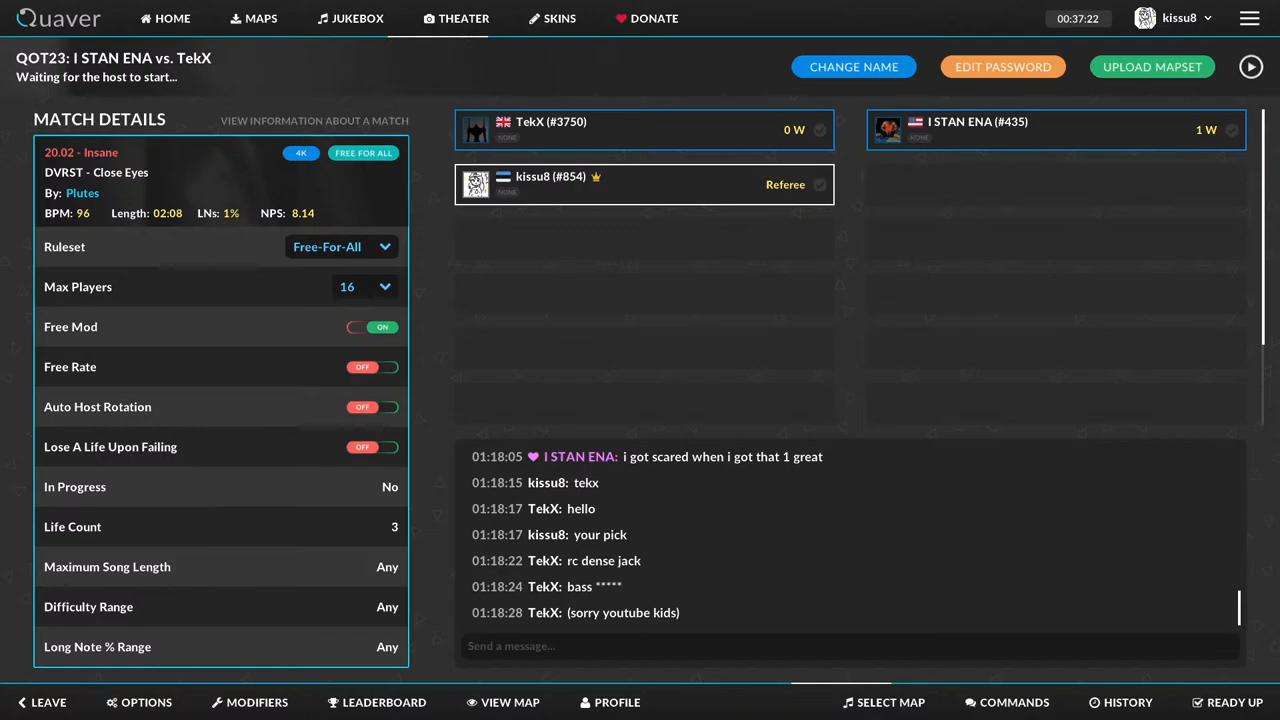 Quaver
HOME
MAPS
JUKEBOX
THEATER
SKINS
DONATE
00:37:22
kissu8
QOT23: I STAN ENA vs. TekX
Waiting for the host to start...
CHANGE NAME
EDIT PASSWORD
UPLOAD MAPSET
MATCH DETAILS
VIEW INFORMATION ABOUT A MATCH
20.02 - Insane
4K
FREE FOR ALL
DVRST - Close Eyes
By: Plutes
BPM: 96 Length: 02:08 LNs: 1% NPS: 8.14
Ruleset
Free-For-All
Max Players
16
Free Mod
ON
Free Rate
OFF
Auto Host Rotation
OFF
Lose A Life Upon Failing
OFF
In Progress
No
Life Count
3
Maximum Song Length
Any
Difficulty Range
Any
Long Note % Range
Any
TekX (#3750)
NONE
0 W
I STAN ENA (#435)
NONE
1 W
kissu8 (#854)
NONE
Referee
01:18:05 I STAN ENA: i got scared when i got that 1 great
01:18:15 kissu8: tekx
01:18:17 TekX: hello
01:18:17 kissu8: your pick
01:18:22 TekX: rc dense jack
01:18:24 TekX: bass *****
01:18:28 TekX: (sorry youtube kids)
Send a message...
LEAVE
OPTIONS
MODIFIERS
LEADERBOARD
VIEW MAP
PROFILE
SELECT MAP
COMMANDS
HISTORY
READY UP